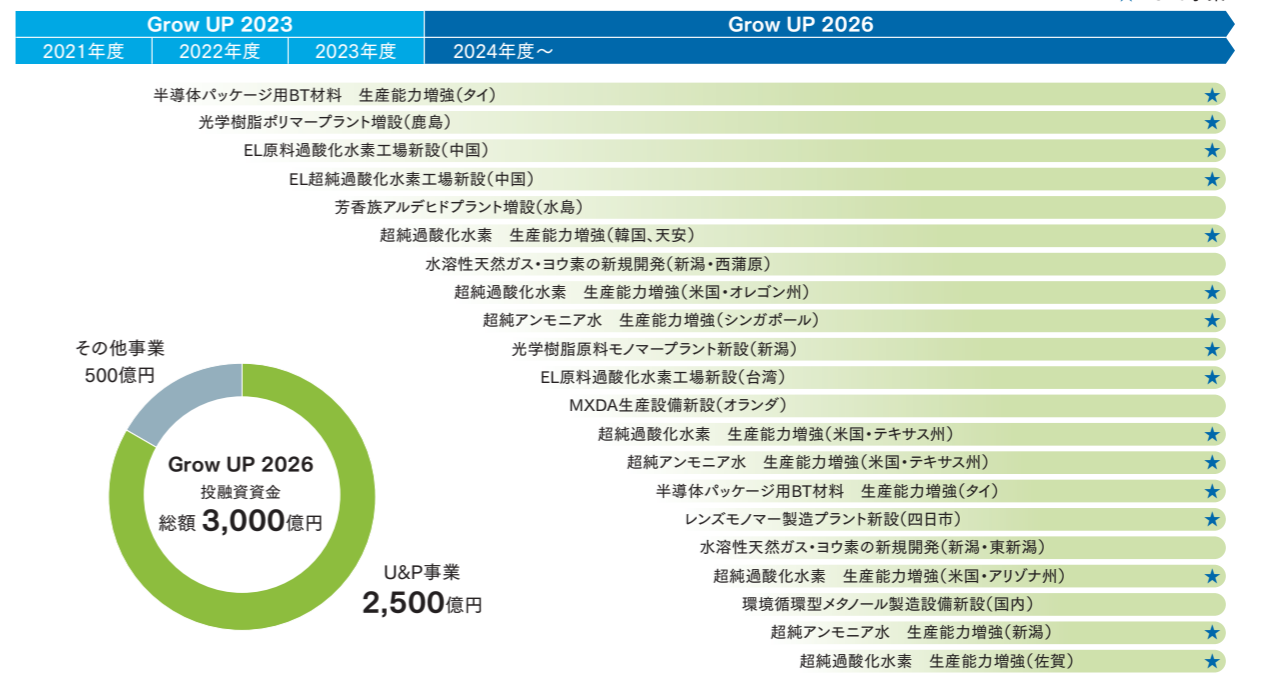 Grow UP 2023
Grow UP 2026
2021年度
2022年度
2023年度
2024年度～
半導体パッケージ用BT材料　生産能力増強（タイ） ★
光学樹脂ポリマープラント増設（鹿島） ★
EL原料過酸化水素工場新設（中国） ★
EL超純過酸化水素工場新設（中国） ★
芳香族アルデヒドプラント増設（水島）
超純過酸化水素　生産能力増強（韓国、天安） ★
水溶性天然ガス・ヨウ素の新規開発（新潟・西蒲原）
超純過酸化水素　生産能力増強（米国・オレゴン州） ★
超純アンモニア水　生産能力増強（シンガポール） ★
光学樹脂原料モノマープラント新設（新潟） ★
EL原料過酸化水素工場新設（台湾） ★
MXDA生産設備新設（オランダ）
超純過酸化水素　生産能力増強（米国・テキサス州） ★
超純アンモニア水　生産能力増強（米国・テキサス州） ★
半導体パッケージ用BT材料　生産能力増強（タイ） ★
レンズモノマー製造プラント新設（四日市） ★
水溶性天然ガス・ヨウ素の新規開発（新潟・東新潟）
超純過酸化水素　生産能力増強（米国・アリゾナ州） ★
環境循環型メタノール製造設備新設（国内）
超純アンモニア水　生産能力増強（新潟） ★
超純過酸化水素　生産能力増強（佐賀） ★
その他事業
500億円
Grow UP 2026
投融資資金
総額 3,000億円
U&P事業
2,500億円